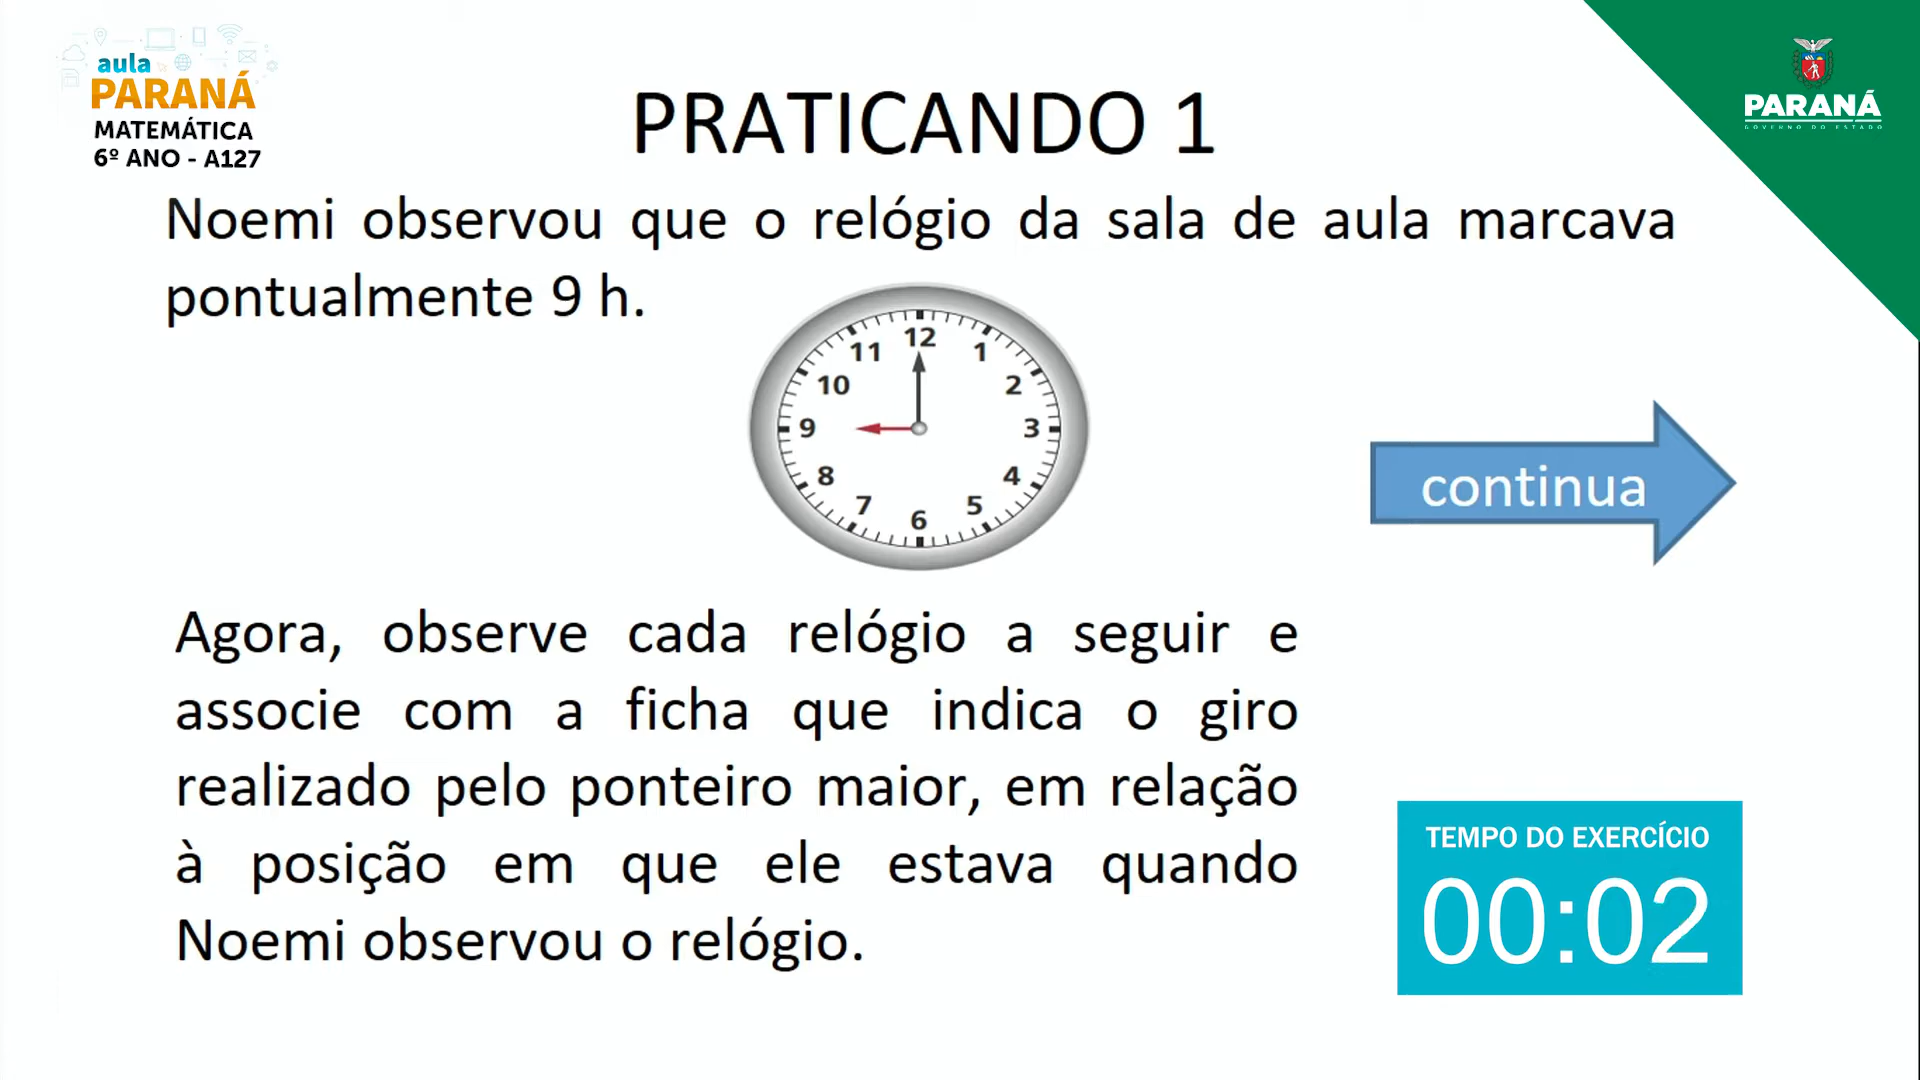 aula
PARANÁ
MATEMÁTICA
6º ANO - A127
PARANÁ
GOVERNO DO ESTADO
PRATICANDO 1
Noemi observou que o relógio da sala de aula marcava
pontualmente 9 h.
12
11
1
10
2
9
3
8
4
7
5
6
continua
Agora, observe cada relógio a seguir e
associe com a ficha que indica o giro
realizado pelo ponteiro maior, em relação
à posição em que ele estava quando
Noemi observou o relógio.
TEMPO DO EXERCÍCIO
00:02